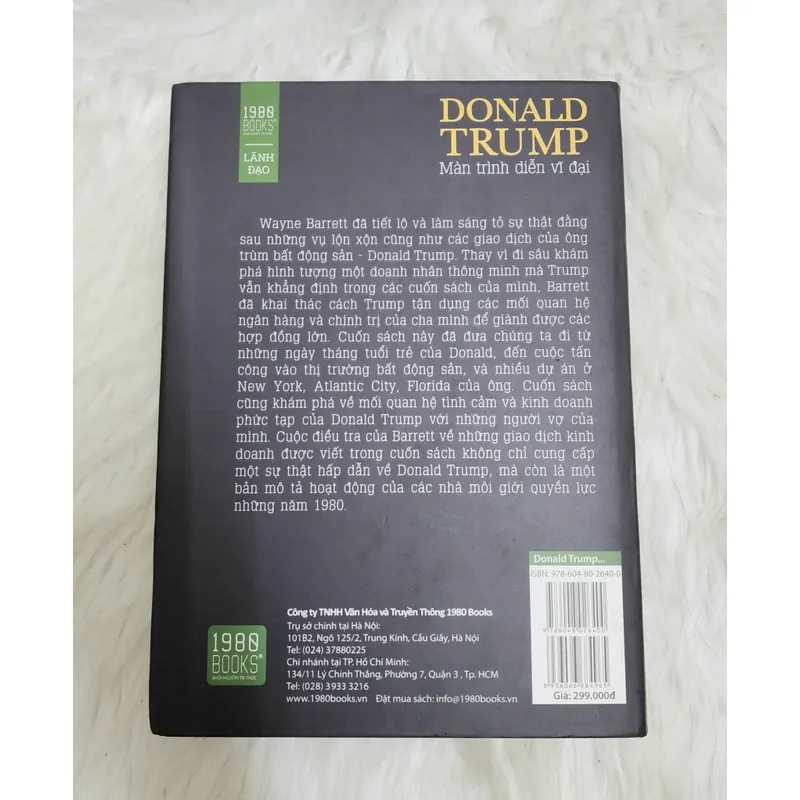 1980
BOOKS®
LÃNH
ĐẠO
DONALD
TRUMP
Màn trình diễn vĩ đại
Wayne Barrett đã tiết lộ và làm sáng tỏ sự thật đằng
sau những vụ lộn xộn cũng như các giao dịch của ông
trùm bất động sản - Donald Trump. Thay vì đi sâu khám
phá hình tượng một doanh nhân thông minh mà Trump
vẫn khẳng định trong các cuốn sách của mình, Barrett
đã khai thác cách Trump tận dụng các mối quan hệ
ngân hàng và chính trị của cha mình để giành được các
hợp đồng lớn. Cuốn sách này đã đưa chúng ta đi từ
những ngày tháng tuổi trẻ của Donald, đến cuộc tấn
công vào thị trường bất động sản, và nhiều dự án ở
New York, Atlantic City, Florida của ông. Cuốn sách
cũng khám phá về mối quan hệ tình cảm và kinh doanh
phức tạp của Donald Trump với những người vợ của
mình. Cuộc điều tra của Barrett về những giao dịch kinh
doanh được viết trong cuốn sách không chỉ cung cấp
một sự thật hấp dẫn về Donald Trump, mà còn là một
bản mô tả hoạt động của các nhà môi giới quyền lực
những năm 1980.
Donald Trump...
ISBN: 978-604-80-2640-0
9 786048 026400
8 936066 684965
Giá: 299.000đ
1980
BOOKS®
KHƠI NGUỒN TRI THỨC
Công ty TNHH Văn Hóa và Truyền Thông 1980 Books
Trụ sở chính tại Hà Nội:
101B2, Ngõ 125/2, Trung Kính, Cầu Giấy, Hà Nội
Tel: (024) 37880225
Chi nhánh tại TP. Hồ Chí Minh:
134/11 Lý Chính Thắng, Phường 7, Quận 3 , Tp. HCM
Tel: (028) 3933 3216
www.1980books.vn Đặt mua sách: info@1980books.vn